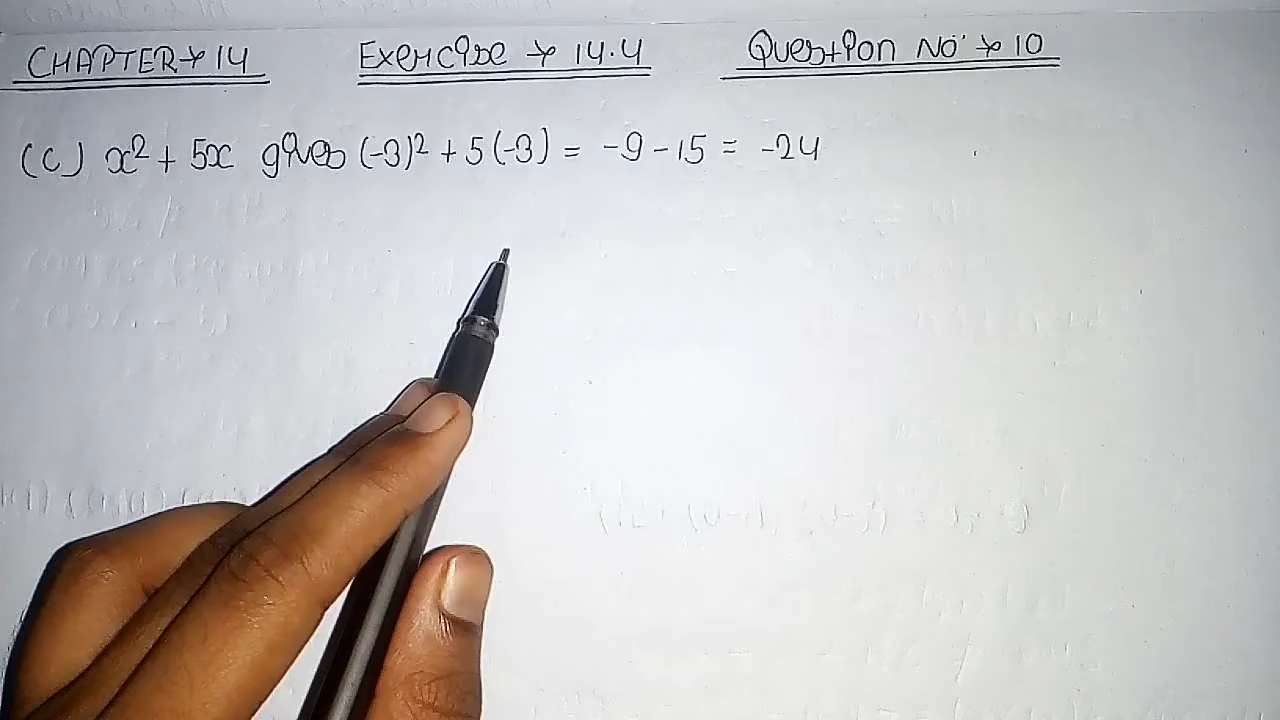 CHAPTER → 14 Exercise → 14.4 Question No. → 10
(c) x² + 5x gives (-3)² + 5(-3) = -9 - 15 = -24